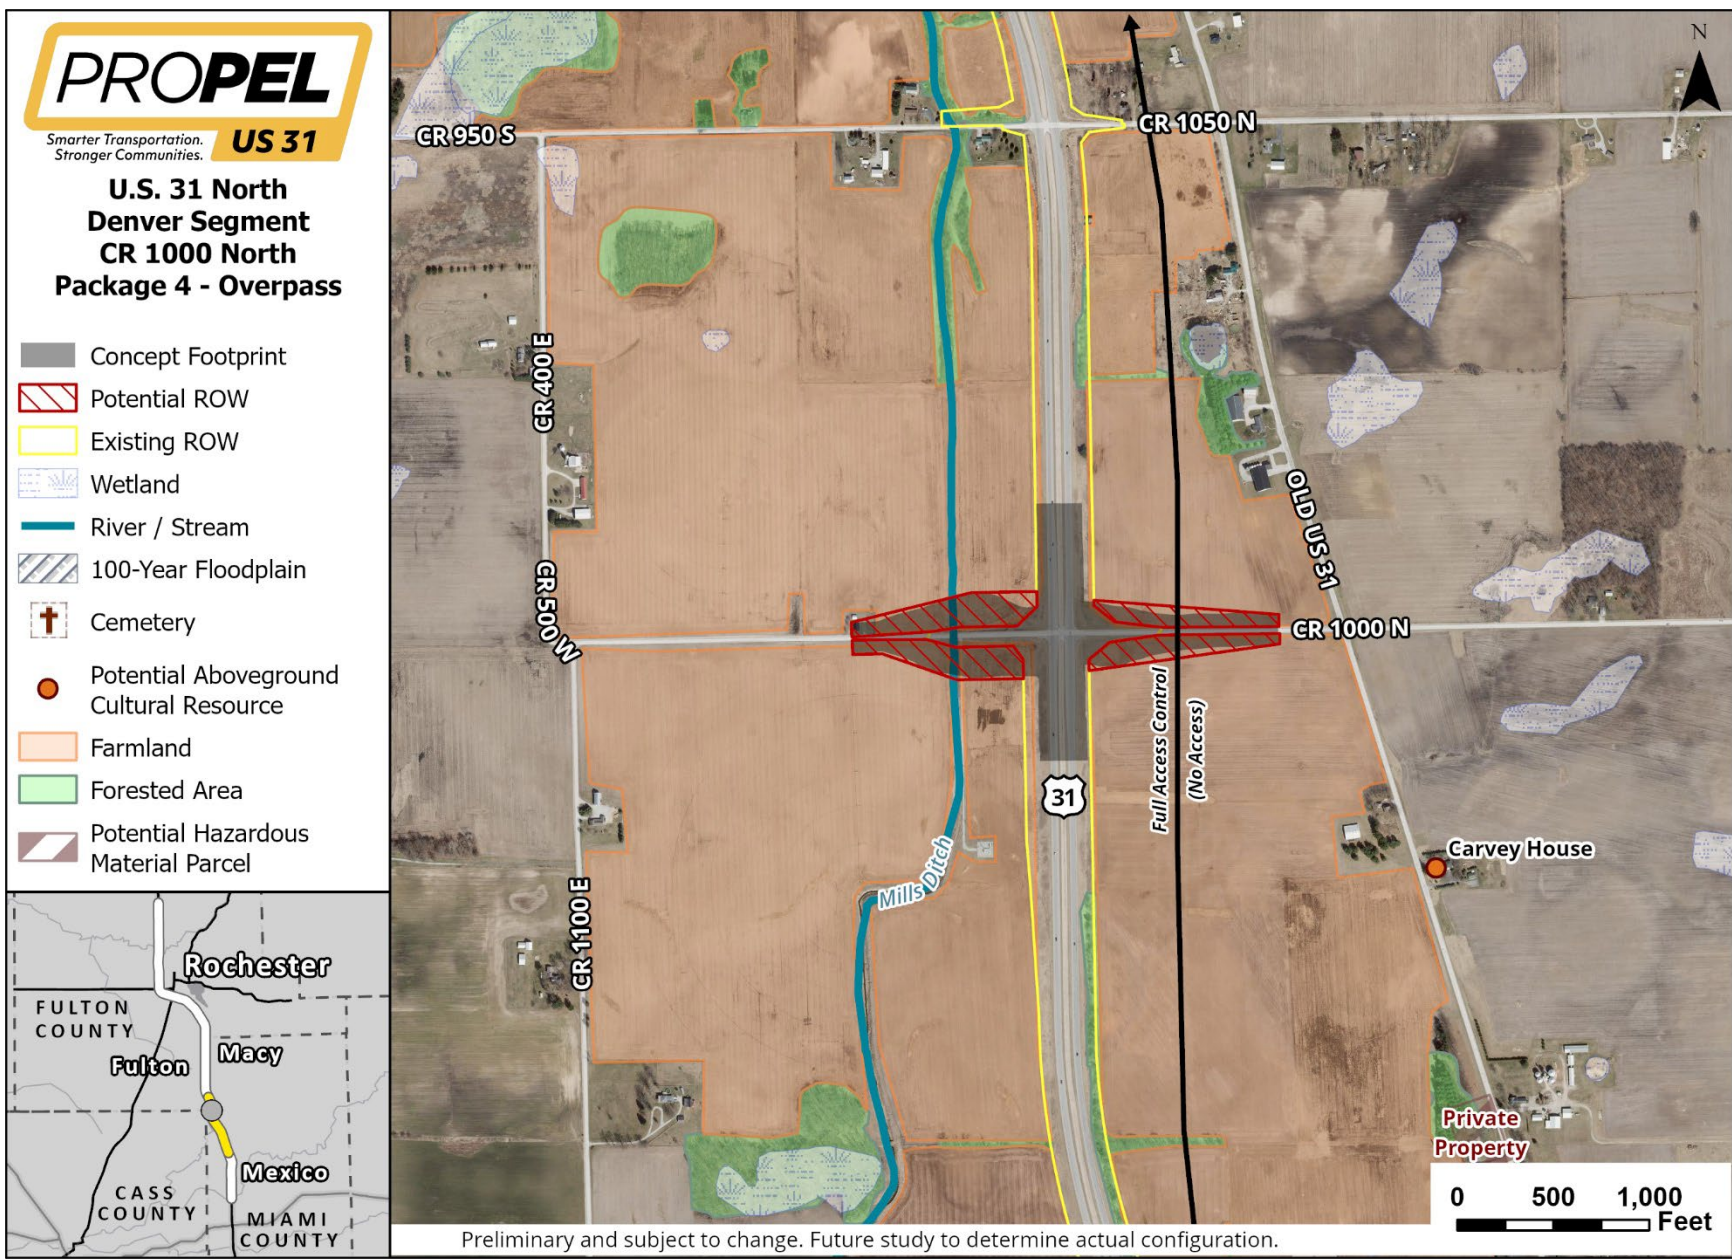 PROPEL
Smarter Transportation.
Stronger Communities.
US 31
U.S. 31 North
Denver Segment
CR 1000 North
Package 4 - Overpass
Concept Footprint
Potential ROW
Existing ROW
Wetland
River / Stream
100-Year Floodplain
Cemetery
Potential Aboveground
Cultural Resource
Farmland
Forested Area
Potential Hazardous
Material Parcel
Rochester
FULTON
COUNTY
Fulton
Macy
Mexico
CASS
COUNTY
MIAMI
COUNTY
N
CR 950 S
CR 1050 N
CR 400 E
OLD US 31
CR 500 W
CR 1000 N
Full Access Control
(No Access)
31
Mills Ditch
Carvey House
CR 1100 E
Private
Property
0 500 1,000
Feet
Preliminary and subject to change. Future study to determine actual configuration.